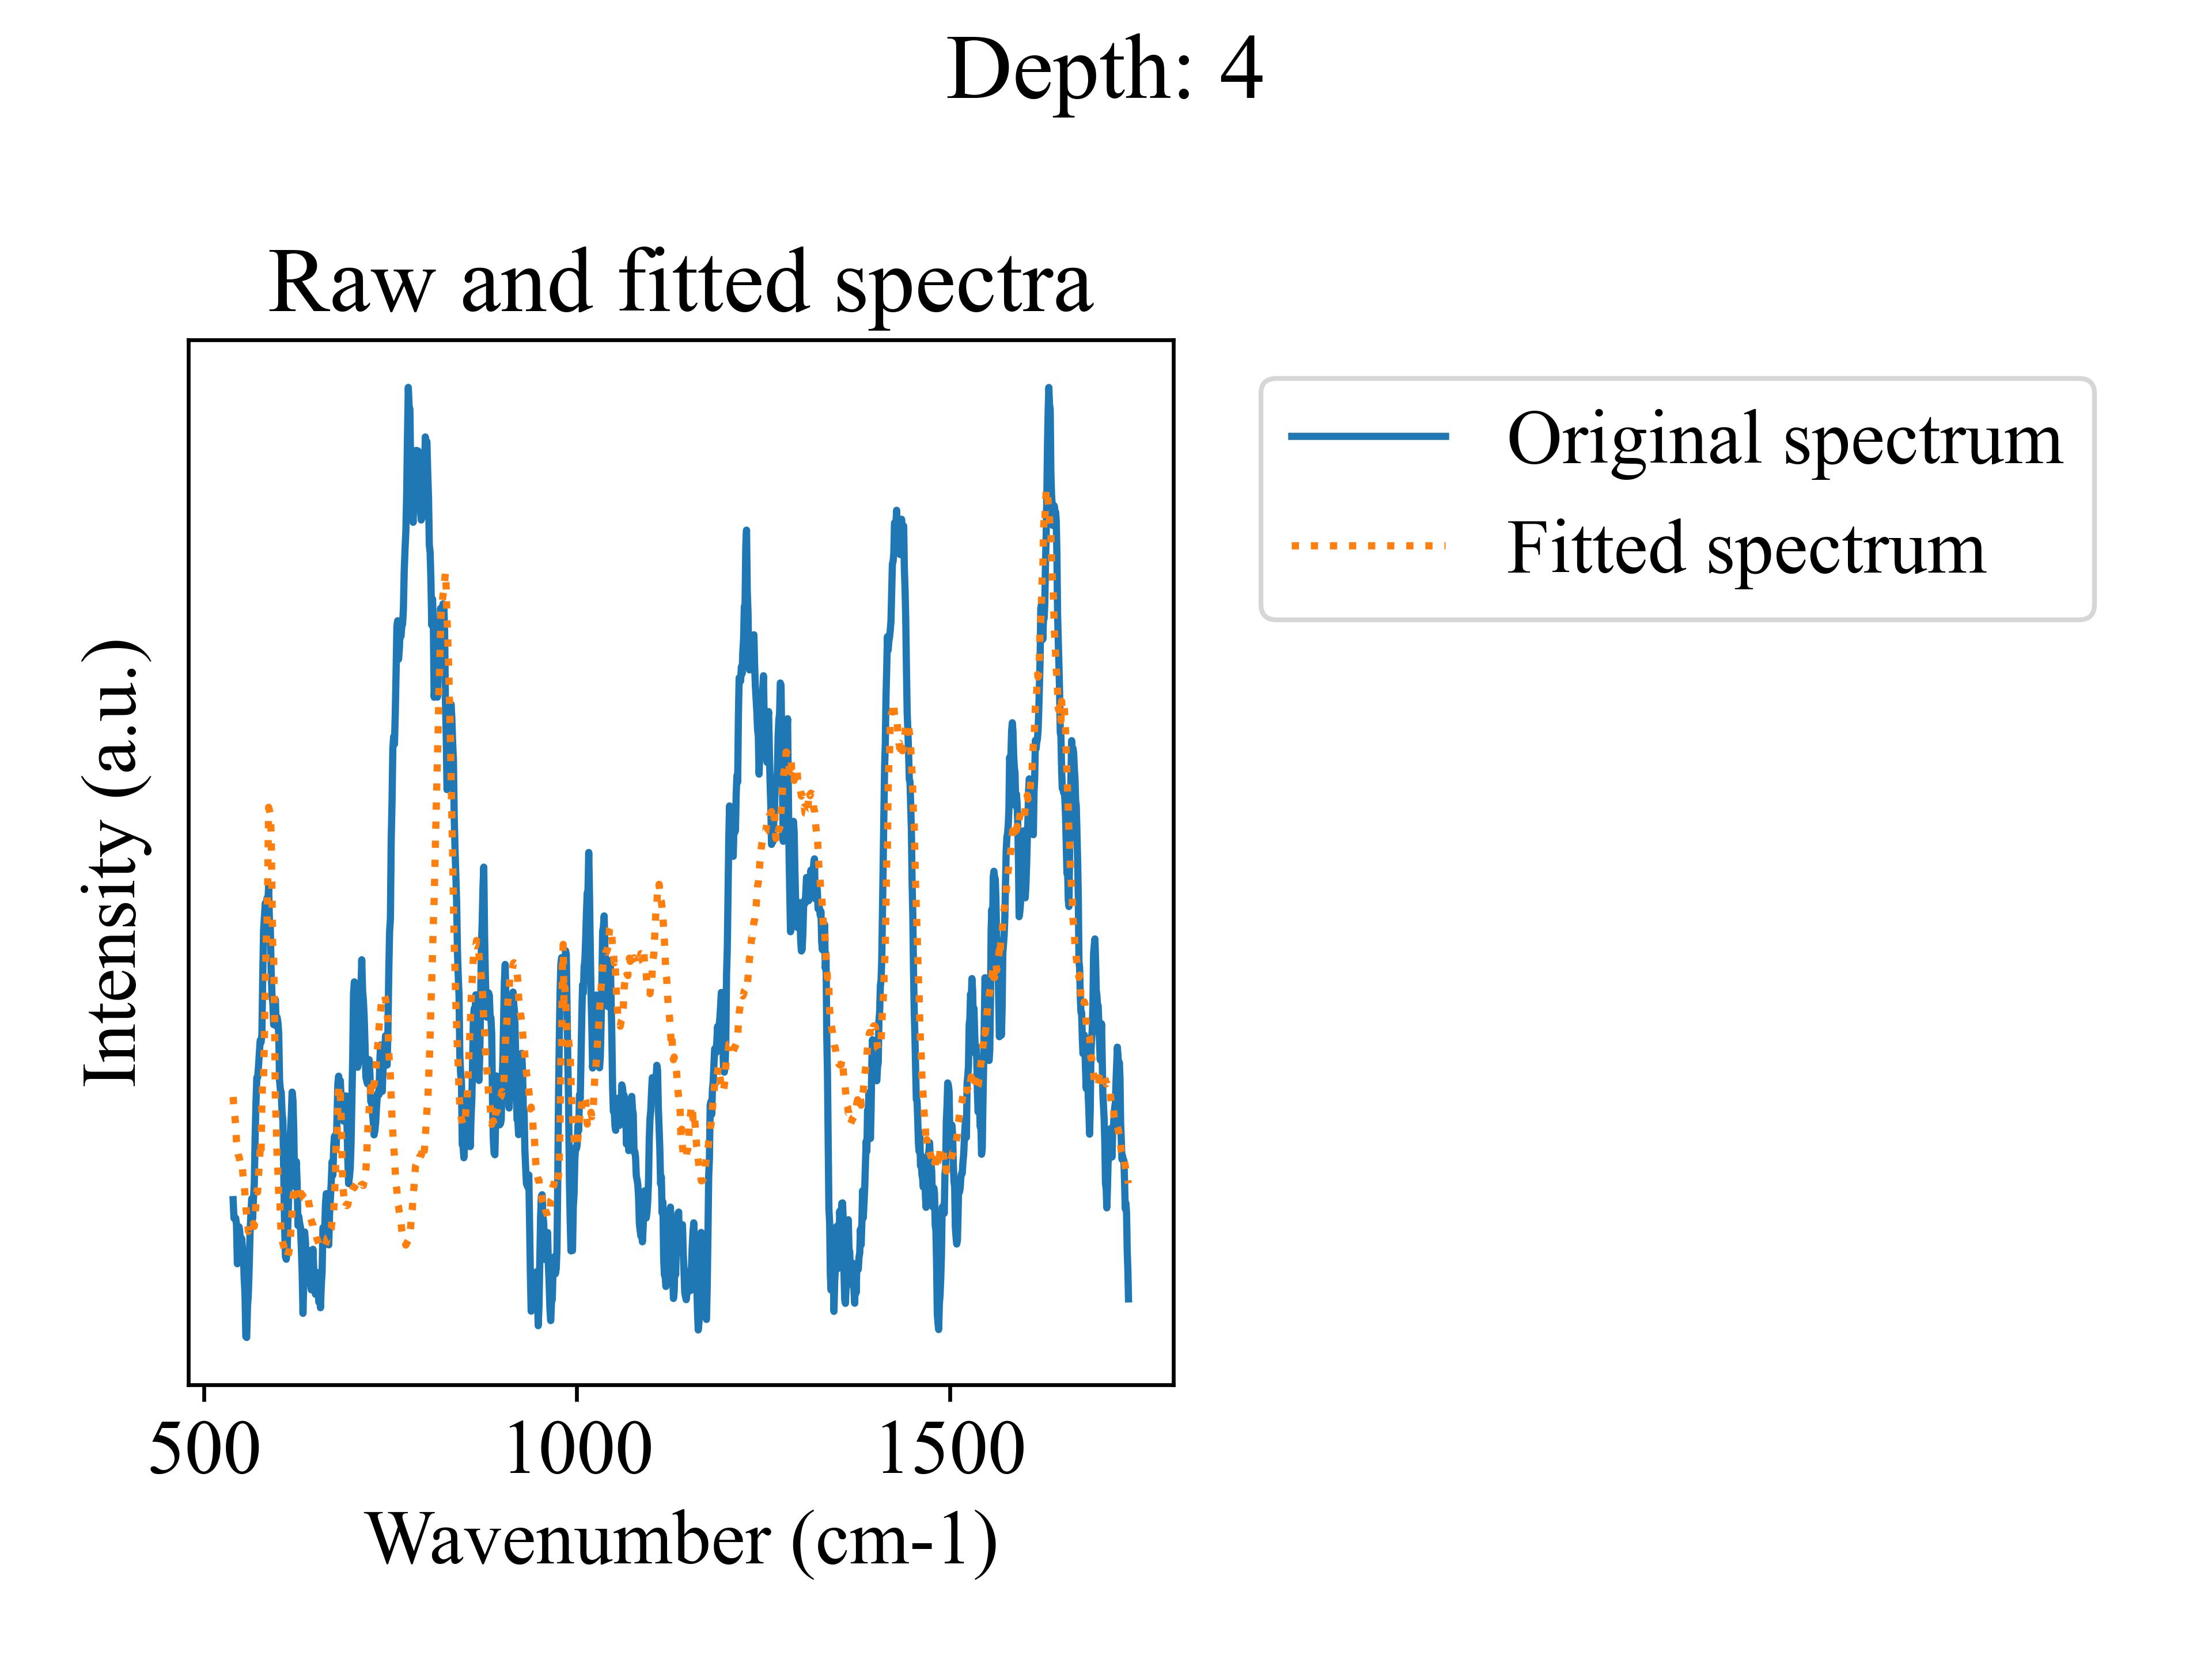 Depth: 4
Raw and fitted spectra
Original spectrum
Fitted spectrum
Intensity (a.u.)
500 1000 1500
Wavenumber (cm-1)